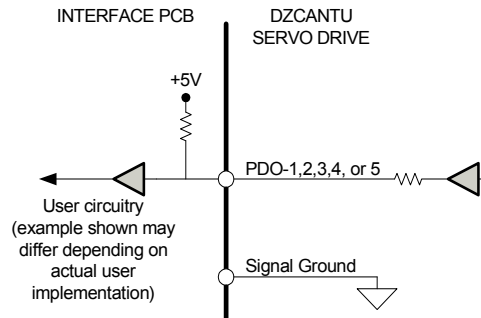 INTERFACE PCB
DZCANTU
SERVO DRIVE
+5V
PDO-1,2,3,4, or 5
User circuitry
(example shown may
differ depending on
actual user
implementation)
Signal Ground